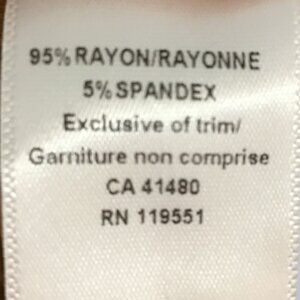 95% RAYON/RAYONNE
5% SPANDEX
Exclusive of trim/
Garniture non comprise
CA 41480
RN 119551